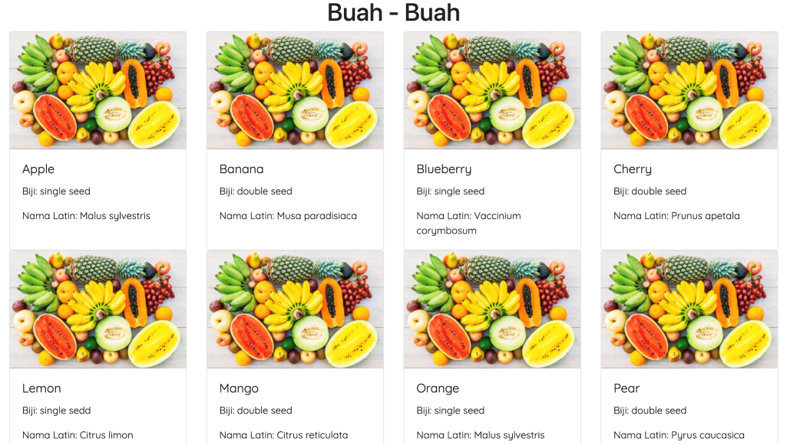 Buah - Buah
Apple
Biji: single seed
Nama Latin: Malus sylvestris
Banana
Biji: double seed
Nama Latin: Musa paradisiaca
Blueberry
Biji: single seed
Nama Latin: Vaccinium
corymbosum
Cherry
Biji: double seed
Nama Latin: Prunus apetala
Lemon
Biji: single sedd
Nama Latin: Citrus limon
Mango
Biji: double seed
Nama Latin: Citrus reticulata
Orange
Biji: single seed
Nama Latin: Malus sylvestris
Pear
Biji: double seed
Nama Latin: Pyrus caucasica